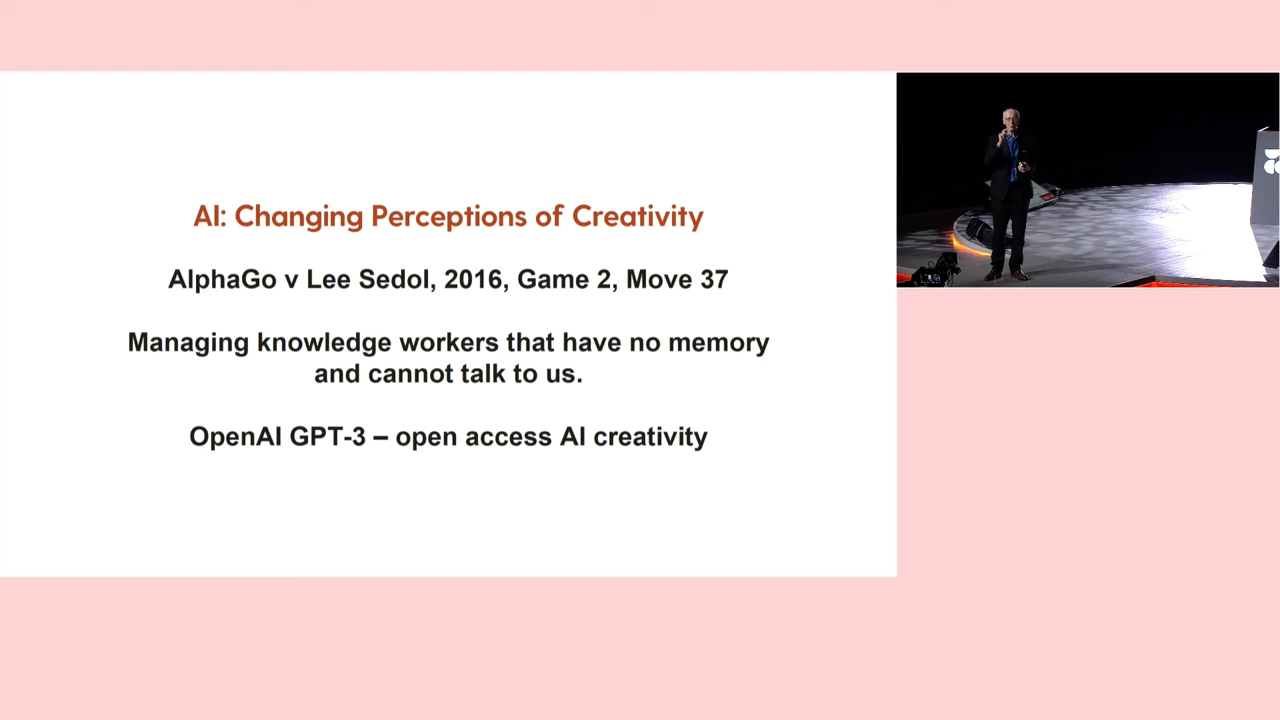 AI: Changing Perceptions of Creativity
AlphaGo v Lee Sedol, 2016, Game 2, Move 37
Managing knowledge workers that have no memory
and cannot talk to us.
OpenAI GPT-3 – open access AI creativity